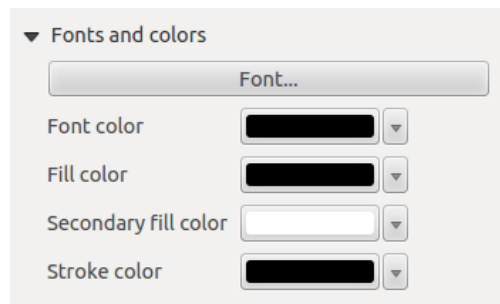 Fonts and colors
Font...
Font color
Fill color
Secondary fill color
Stroke color